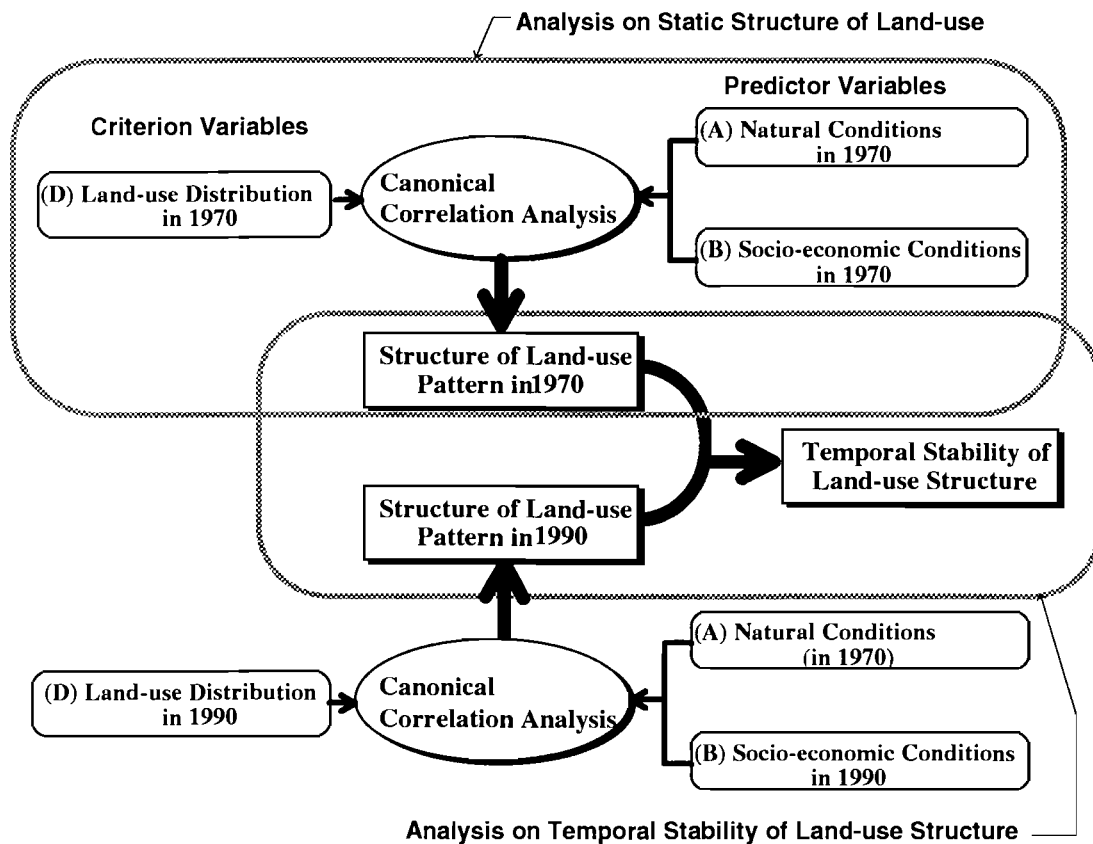 Analysis on Static Structure of Land-use
Predictor Variables
Criterion Variables
(A) Natural Conditions
in 1970
(D) Land-use Distribution
in 1970
Canonical
Correlation Analysis
(B) Socio-economic Conditions
in 1970
Structure of Land-use
Pattern in1970
Temporal Stability of
Land-use Structure
Structure of Land-use
Pattern in1990
(A) Natural Conditions
(in 1970)
(D) Land-use Distribution
in 1990
Canonical
Correlation Analysis
(B) Socio-economic Conditions
in 1990
Analysis on Temporal Stability of Land-use Structure